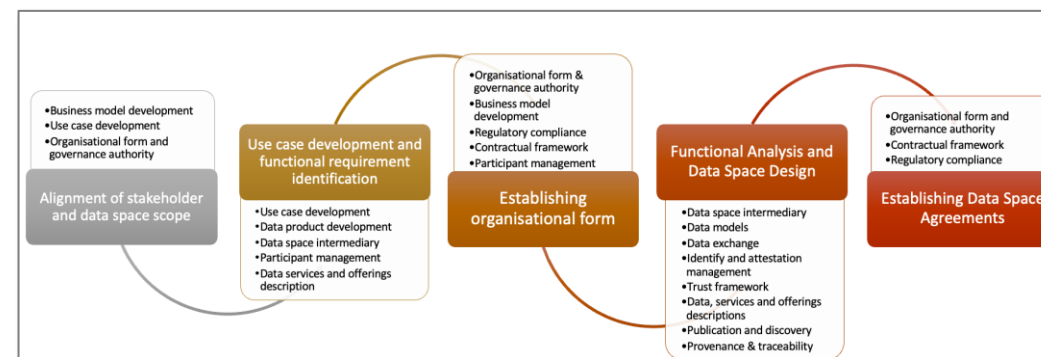 •Business model development
•Use case development
•Organisational form and
governance authority
Alignment of stakeholder
and data space scope
Use case development and
functional requirement
identification
•Use case development
•Data product development
•Data space intermediary
•Participant management
•Data services and offerings
description
•Organisational form &
governance authority
•Business model
development
•Regulatory compliance
•Contractual framework
•Participant management
Establishing
organisational form
Functional Analysis and
Data Space Design
•Data space intermediary
•Data models
•Data exchange
•Identify and attestation
management
•Trust framework
•Data, services and offerings
descriptions
•Publication and discovery
•Provenance & traceability
•Organisational form and
governance authority
•Contractual framework
•Regulatory compliance
Establishing Data Space
Agreements